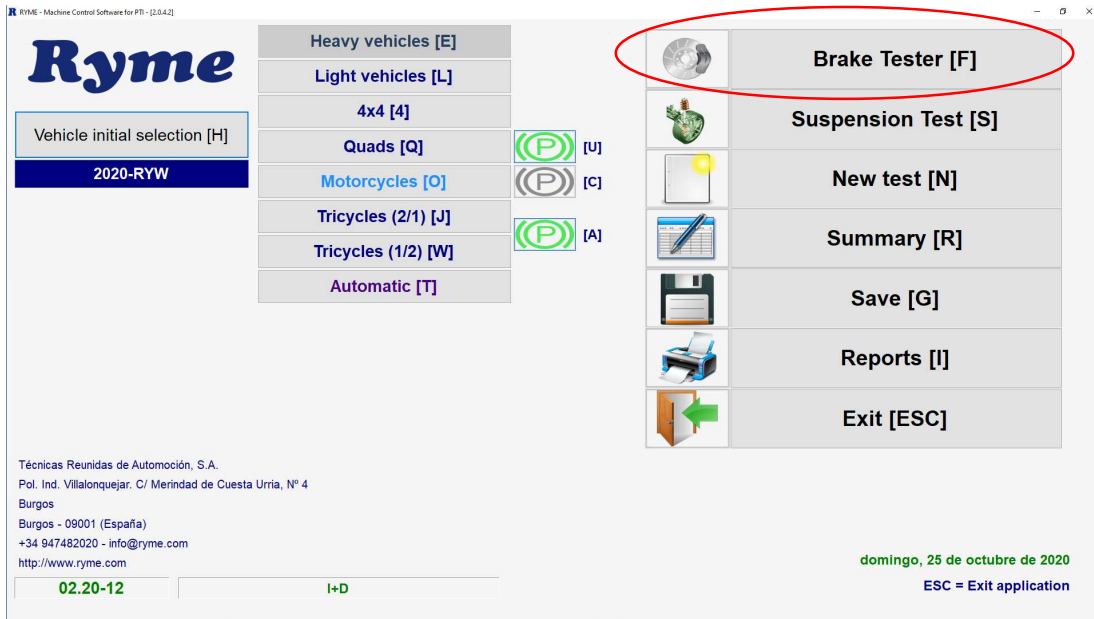 RYME - Machine Control Software for PTI - [2.0.4.2]
Ryme
Vehicle initial selection [H]
2020-RYW
Heavy vehicles [E]
Light vehicles [L]
4x4 [4]
Quads [Q]
Motorcycles [O]
Tricycles (2/1) [J]
Tricycles (1/2) [W]
Automatic [T]
(P) [U]
(P) [C]
(P) [A]
Brake Tester [F]
Suspension Test [S]
New test [N]
Summary [R]
Save [G]
Reports [I]
Exit [ESC]
Técnicas Reunidas de Automoción, S.A.
Pol. Ind. Villalonquejar. C/ Merindad de Cuesta Urria, Nº 4
Burgos
Burgos - 09001 (España)
+34 947482020 - info@ryme.com
http://www.ryme.com
02.20-12
I+D
domingo, 25 de octubre de 2020
ESC = Exit application